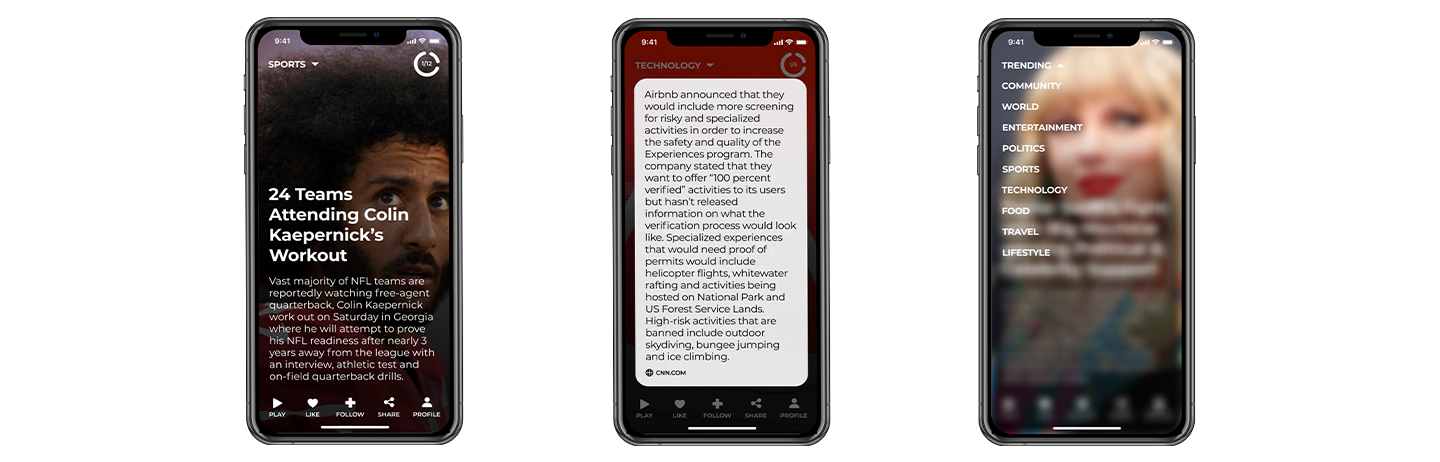 9:41
SPORTS
1/12
24 Teams
Attending Colin
Kaepernick's
Workout
Vast majority of NFL teams are
reportedly watching free-agent
quarterback, Colin Kaepernick
work out on Saturday in Georgia
where he will attempt to prove
his NFL readiness after nearly 3
years away from the league with
an interview, athletic test and
on-field quarterback drills.
PLAY LIKE FOLLOW SHARE PROFILE
9:41
TECHNOLOGY
1/6
Airbnb announced that they
would include more screening
for risky and specialized
activities in order to increase
the safety and quality of the
Experiences program. The
company stated that they
want to offer “100 percent
verified” activities to its users
but hasn’t released
information on what the
verification process would look
like. Specialized experiences
that would need proof of
permits would include
helicopter flights, whitewater
rafting and activities being
hosted on National Park and
US Forest Service Lands.
High-risk activities that are
banned include outdoor
skydiving, bungee jumping
and ice climbing.
CNN.COM
PLAY LIKE FOLLOW SHARE PROFILE
9:41
TRENDING
COMMUNITY
WORLD
ENTERTAINMENT
POLITICS
SPORTS
TECHNOLOGY
FOOD
TRAVEL
LIFESTYLE